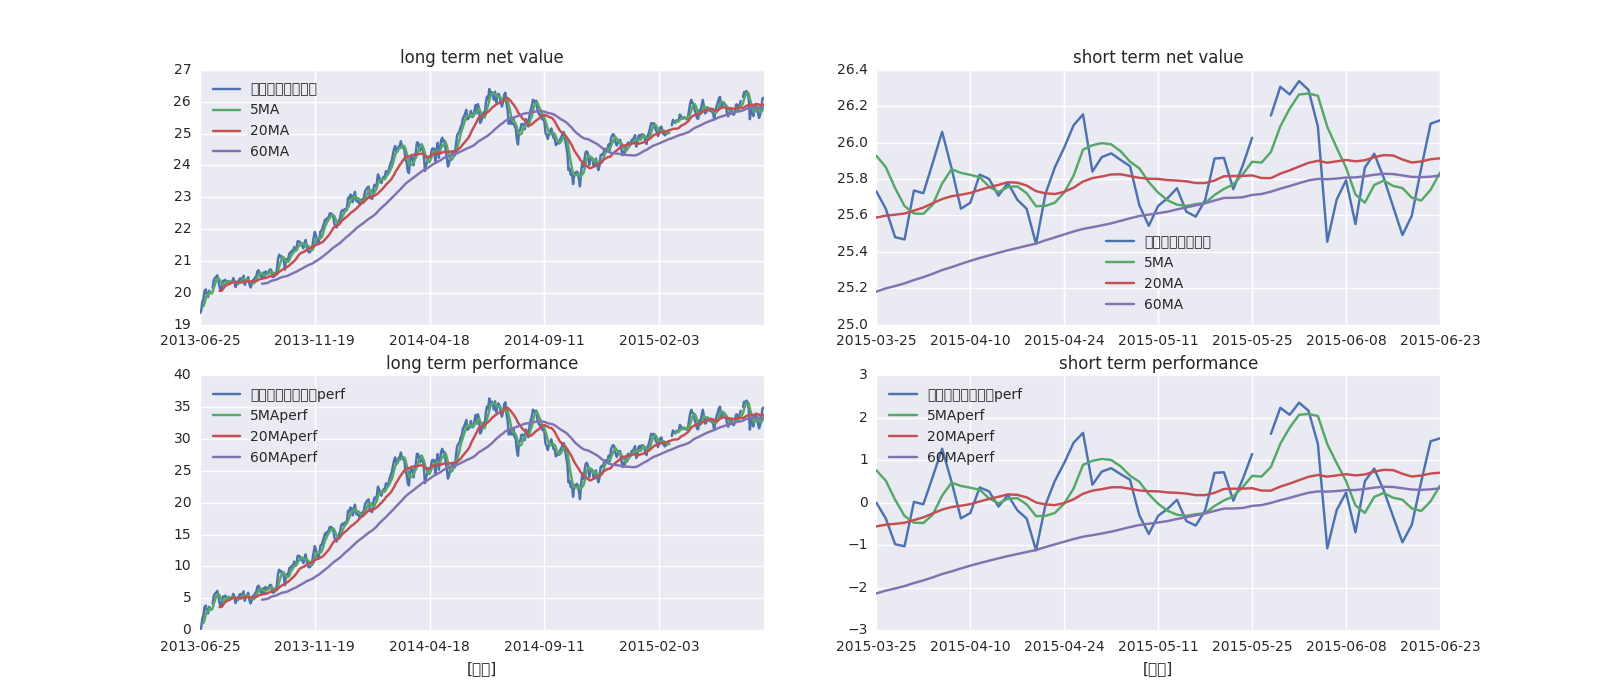 long term net value
27
26
25
24
23
22
21
20
19
5MA
20MA
60MA
2013-06-25 2013-11-19 2014-04-18 2014-09-11 2015-02-03
short term net value
26.4
26.2
26.0
25.8
25.6
25.4
25.2
25.0
5MA
20MA
60MA
2015-03-25 2015-04-10 2015-04-24 2015-05-11 2015-05-25 2015-06-08 2015-06-23
long term performance
40
35
30
25
20
15
10
5
0
perf
5MAperf
20MAperf
60MAperf
2013-06-25 2013-11-19 2014-04-18 2014-09-11 2015-02-03
short term performance
3
2
1
0
−1
−2
−3
perf
5MAperf
20MAperf
60MAperf
2015-03-25 2015-04-10 2015-04-24 2015-05-11 2015-05-25 2015-06-08 2015-06-23